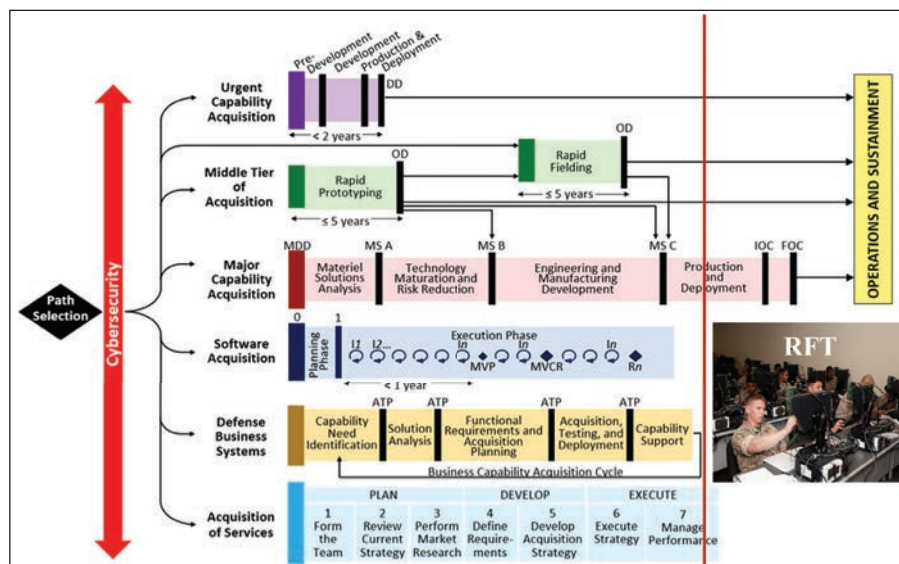 Pre-
Development
Development
Production &
Deployment
DD
Urgent
Capability
Acquisition
< 2 years
OD
OD
Rapid
Fielding
Middle Tier
of
Acquisition
Rapid
Prototyping
≤ 5 years
≤ 5 years
OPERATIONS AND SUSTAINMENT
MDD
MS A
MS B
MS C
IOC
FOC
Major
Capability
Acquisition
Materiel
Solutions
Analysis
Technology
Maturation and
Risk Reduction
Engineering and
Manufacturing
Development
Production
and
Deployment
Path
Selection
Cybersecurity
0
1
Software
Acquisition
Planning
Phase
Execution Phase
I1
I2...
In
In
In
MVP
MVCR
Rn
< 1 year
RFT
ATP
ATP
ATP
ATP
Defense
Business
Systems
Capability
Need
Identification
Solution
Analysis
Functional
Requirements and
Acquisition
Planning
Acquisition,
Testing, and
Deployment
Capability
Support
Business Capability Acquisition Cycle
Acquisition
of Services
PLAN
DEVELOP
EXECUTE
1
Form
the
Team
2
Review
Current
Strategy
3
Perform
Market
Research
4
Define
Require-
ments
5
Develop
Acquisition
Strategy
6
Execute
Strategy
7
Manage
Performance